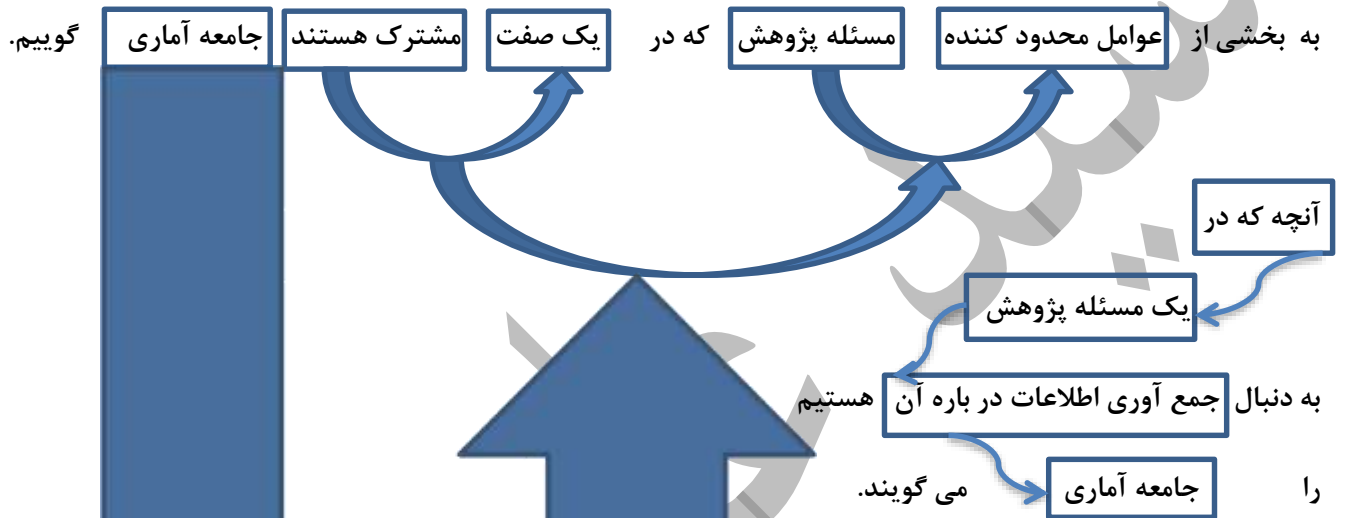 به بخشی از عوامل محدود کننده مسئله پژوهش که در یک صفت مشترک هستند جامعه آماری گوییم.
آنچه که در
یک مسئله پژوهش
به دنبال جمع آوری اطلاعات در باره آن هستیم
را جامعه آماری می گویند.